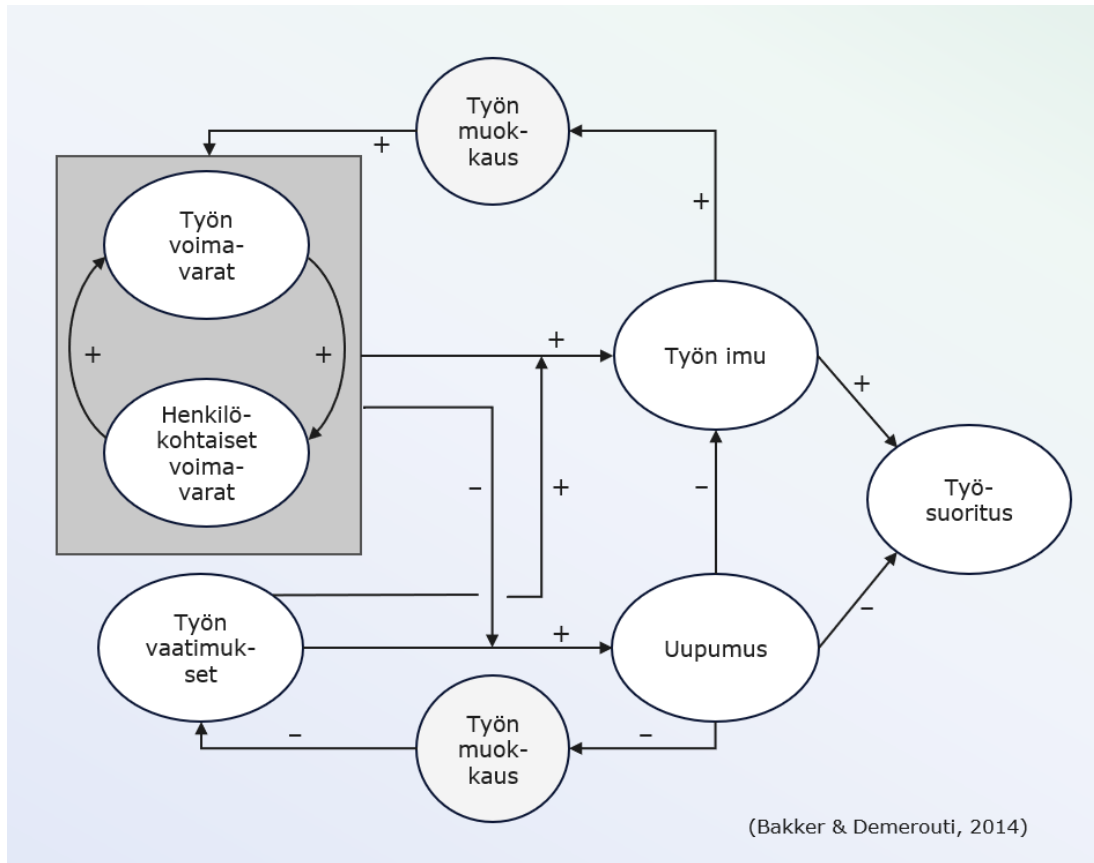 Työn
muok-
kaus
+
+
Työn
voima-
varat
+
+
Henkilö-
kohtaiset
voima-
varat
+
Työn imu
+
–
+
–
Työ-
suoritus
Työn
vaatimuk-
set
+
Uupumus
–
–
Työn
muok-
kaus
–
(Bakker & Demerouti, 2014)